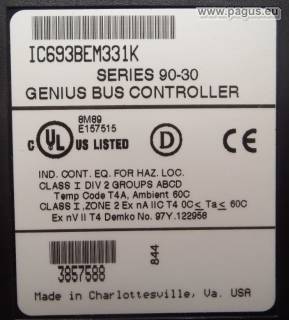 © www.pagus.eu
IC693BEM331K
SERIES 90-30
GENIUS BUS CONTROLLER
8M89
E157515
C UL US LISTED
D
CE
IND. CONT. EQ. FOR HAZ. LOC.
CLASS I DIV 2 GROUPS ABCD
Temp Code T4A, Ambient 60C
CLASS I, ZONE 2 Ex nA IIC T4 0C< Ta< 60C
Ex nV II T4 Demko No. 97Y.122958
3857588
844
Made in Charlottesville, Va. USA